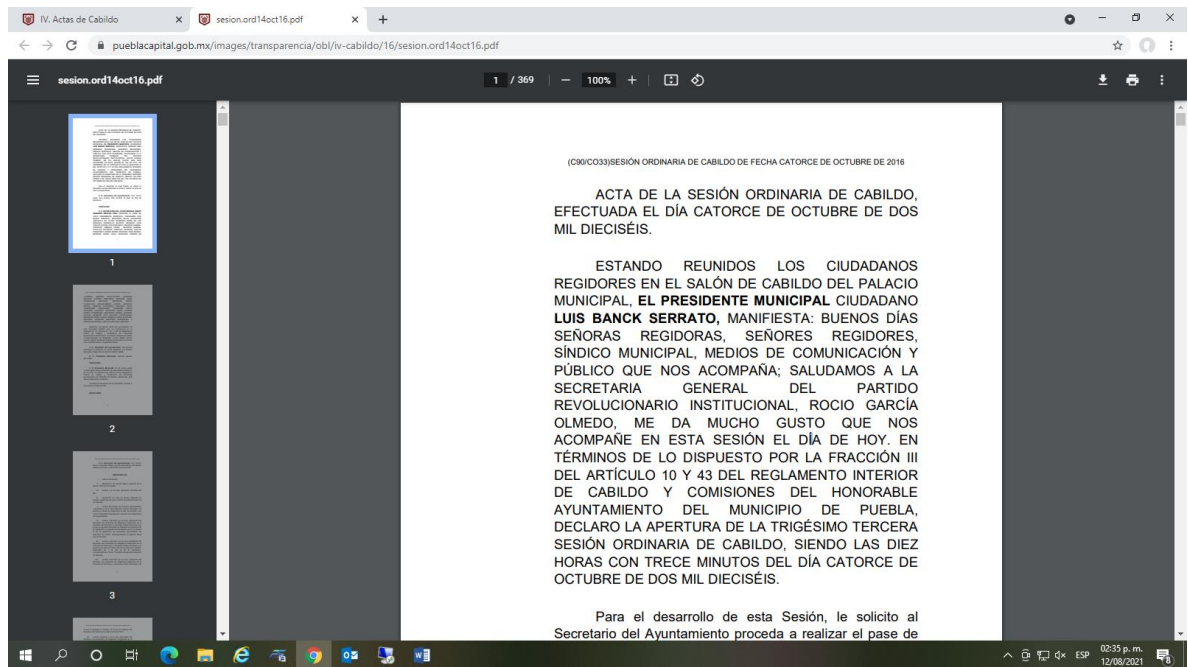 IV. Actas de Cabildo
sesion.ord14oct16.pdf
pueblacapital.gob.mx/images/transparencia/obl/iv-cabildo/16/sesion.ord14oct16.pdf
sesion.ord14oct16.pdf
1 / 369
100%
1
2
3
(C90/CO33)SESIÓN ORDINARIA DE CABILDO DE FECHA CATORCE DE OCTUBRE DE 2016
ACTA DE LA SESIÓN ORDINARIA DE CABILDO,
EFECTUADA EL DÍA CATORCE DE OCTUBRE DE DOS
MIL DIECISÉIS.
ESTANDO REUNIDOS LOS CIUDADANOS
REGIDORES EN EL SALÓN DE CABILDO DEL PALACIO
MUNICIPAL, EL PRESIDENTE MUNICIPAL CIUDADANO
LUIS BANCK SERRATO, MANIFIESTA: BUENOS DÍAS
SEÑORAS REGIDORAS, SEÑORES REGIDORES,
SÍNDICO MUNICIPAL, MEDIOS DE COMUNICACIÓN Y
PÚBLICO QUE NOS ACOMPAÑA; SALUDAMOS A LA
SECRETARIA GENERAL DEL PARTIDO
REVOLUCIONARIO INSTITUCIONAL, ROCIO GARCÍA
OLMEDO, ME DA MUCHO GUSTO QUE NOS
ACOMPAÑE EN ESTA SESIÓN EL DÍA DE HOY. EN
TÉRMINOS DE LO DISPUESTO POR LA FRACCIÓN III
DEL ARTÍCULO 10 Y 43 DEL REGLAMENTO INTERIOR
DE CABILDO Y COMISIONES DEL HONORABLE
AYUNTAMIENTO DEL MUNICIPIO DE PUEBLA,
DECLARO LA APERTURA DE LA TRIGÉSIMO TERCERA
SESIÓN ORDINARIA DE CABILDO, SIENDO LAS DIEZ
HORAS CON TRECE MINUTOS DEL DÍA CATORCE DE
OCTUBRE DE DOS MIL DIECISÉIS.
Para el desarrollo de esta Sesión, le solicito al
Secretario del Ayuntamiento proceda a realizar el pase de
ESP
02:35 p. m.
12/08/2021